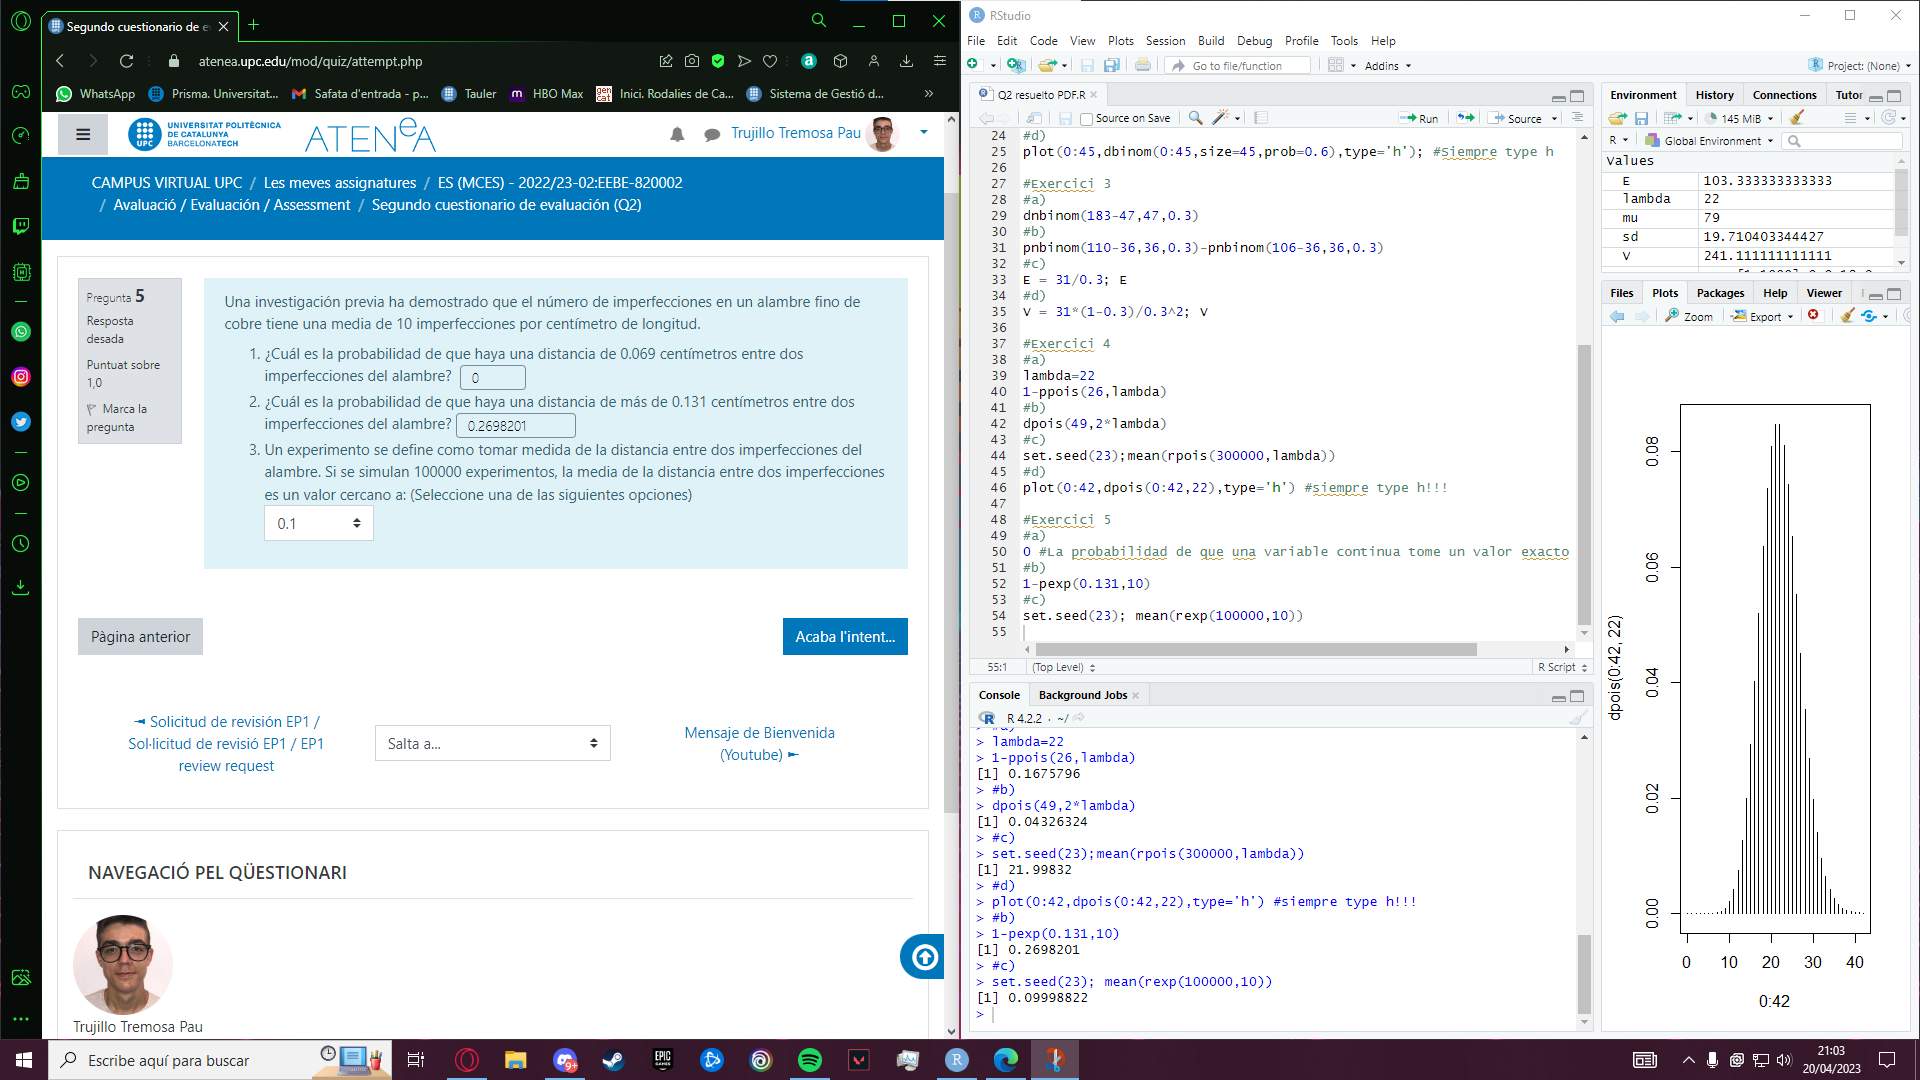 Segundo cuestionario de e
atenea.upc.edu/mod/quiz/attempt.php
WhatsApp
Prisma. Universitat...
Safata d'entrada - p...
Tauler
HBO Max
gen
cat
Inici. Rodalies de Ca...
Sistema de Gestió d...
»
UPC
UNIVERSITAT POLITÈCNICA
DE CATALUNYA
BARCELONATECH
ATENeA
Trujillo Tremosa Pau
CAMPUS VIRTUAL UPC / Les meves assignatures / ES (MCES) - 2022/23-02:EEBE-820002
/ Avaluació / Evaluación / Assessment / Segundo cuestionario de evaluación (Q2)
Pregunta 5
Resposta
desada
Puntuat sobre
1,0
Marca la
pregunta
Una investigación previa ha demostrado que el número de imperfecciones en un alambre fino de
cobre tiene una media de 10 imperfecciones por centímetro de longitud.
1. ¿Cuál es la probabilidad de que haya una distancia de 0.069 centímetros entre dos
imperfecciones del alambre? 0
2. ¿Cuál es la probabilidad de que haya una distancia de más de 0.131 centímetros entre dos
imperfecciones del alambre? 0.2698201
3. Un experimento se define como tomar medida de la distancia entre dos imperfecciones del
alambre. Si se simulan 100000 experimentos, la media de la distancia entre dos imperfecciones
es un valor cercano a: (Seleccione una de las siguientes opciones)
0.1
Pàgina anterior
Acaba l'intent...
◄ Solicitud de revisión EP1 /
Sol·licitud de revisió EP1 / EP1
review request
Salta a...
Mensaje de Bienvenida
(Youtube) ►
NAVEGACIÓ PEL QÜESTIONARI
Trujillo Tremosa Pau
RStudio
File Edit Code View Plots Session Build Debug Profile Tools Help
Go to file/function
Addins
Project: (None)
Q2 resuelto PDF.R
Source on Save
Run
Source
24 #d)
25 plot(0:45,dbinom(0:45,size=45,prob=0.6),type='h'); #Siempre type h
26
27 #Exercici 3
28 #a)
29 dnbinom(183-47,47,0.3)
30 #b)
31 pnbinom(110-36,36,0.3)-pnbinom(106-36,36,0.3)
32 #c)
33 E = 31/0.3; E
34 #d)
35 V = 31*(1-0.3)/0.3^2; V
36
37 #Exercici 4
38 #a)
39 lambda=22
40 1-ppois(26,lambda)
41 #b)
42 dpois(49,2*lambda)
43 #c)
44 set.seed(23);mean(rpois(300000,lambda))
45 #d)
46 plot(0:42,dpois(0:42,22),type='h') #siempre type h!!!
47
48 #Exercici 5
49 #a)
50 0 #La probabilidad de que una variable continua tome un valor exacto
51 #b)
52 1-pexp(0.131,10)
53 #c)
54 set.seed(23); mean(rexp(100000,10))
55
55:1 (Top Level) R Script
Console Background Jobs
R 4.2.2 · ~/
> lambda=22
> 1-ppois(26,lambda)
[1] 0.1675796
> #b)
> dpois(49,2*lambda)
[1] 0.04326324
> #c)
> set.seed(23);mean(rpois(300000,lambda))
[1] 21.99832
> #d)
> plot(0:42,dpois(0:42,22),type='h') #siempre type h!!!
> #b)
> 1-pexp(0.131,10)
[1] 0.2698201
> #c)
> set.seed(23); mean(rexp(100000,10))
[1] 0.09998822
>
Environment History Connections Tutor
145 MiB
R Global Environment
Values
E 103.333333333333
lambda 22
mu 79
sd 19.710403344427
V 241.111111111111
Files Plots Packages Help Viewer
Zoom Export
dpois(0:42, 22)
0.08
0.06
0.04
0.02
0.00
0 10 20 30 40
0:42
Escribe aquí para buscar
9+
EPIC
GAMES
21:03
20/04/2023